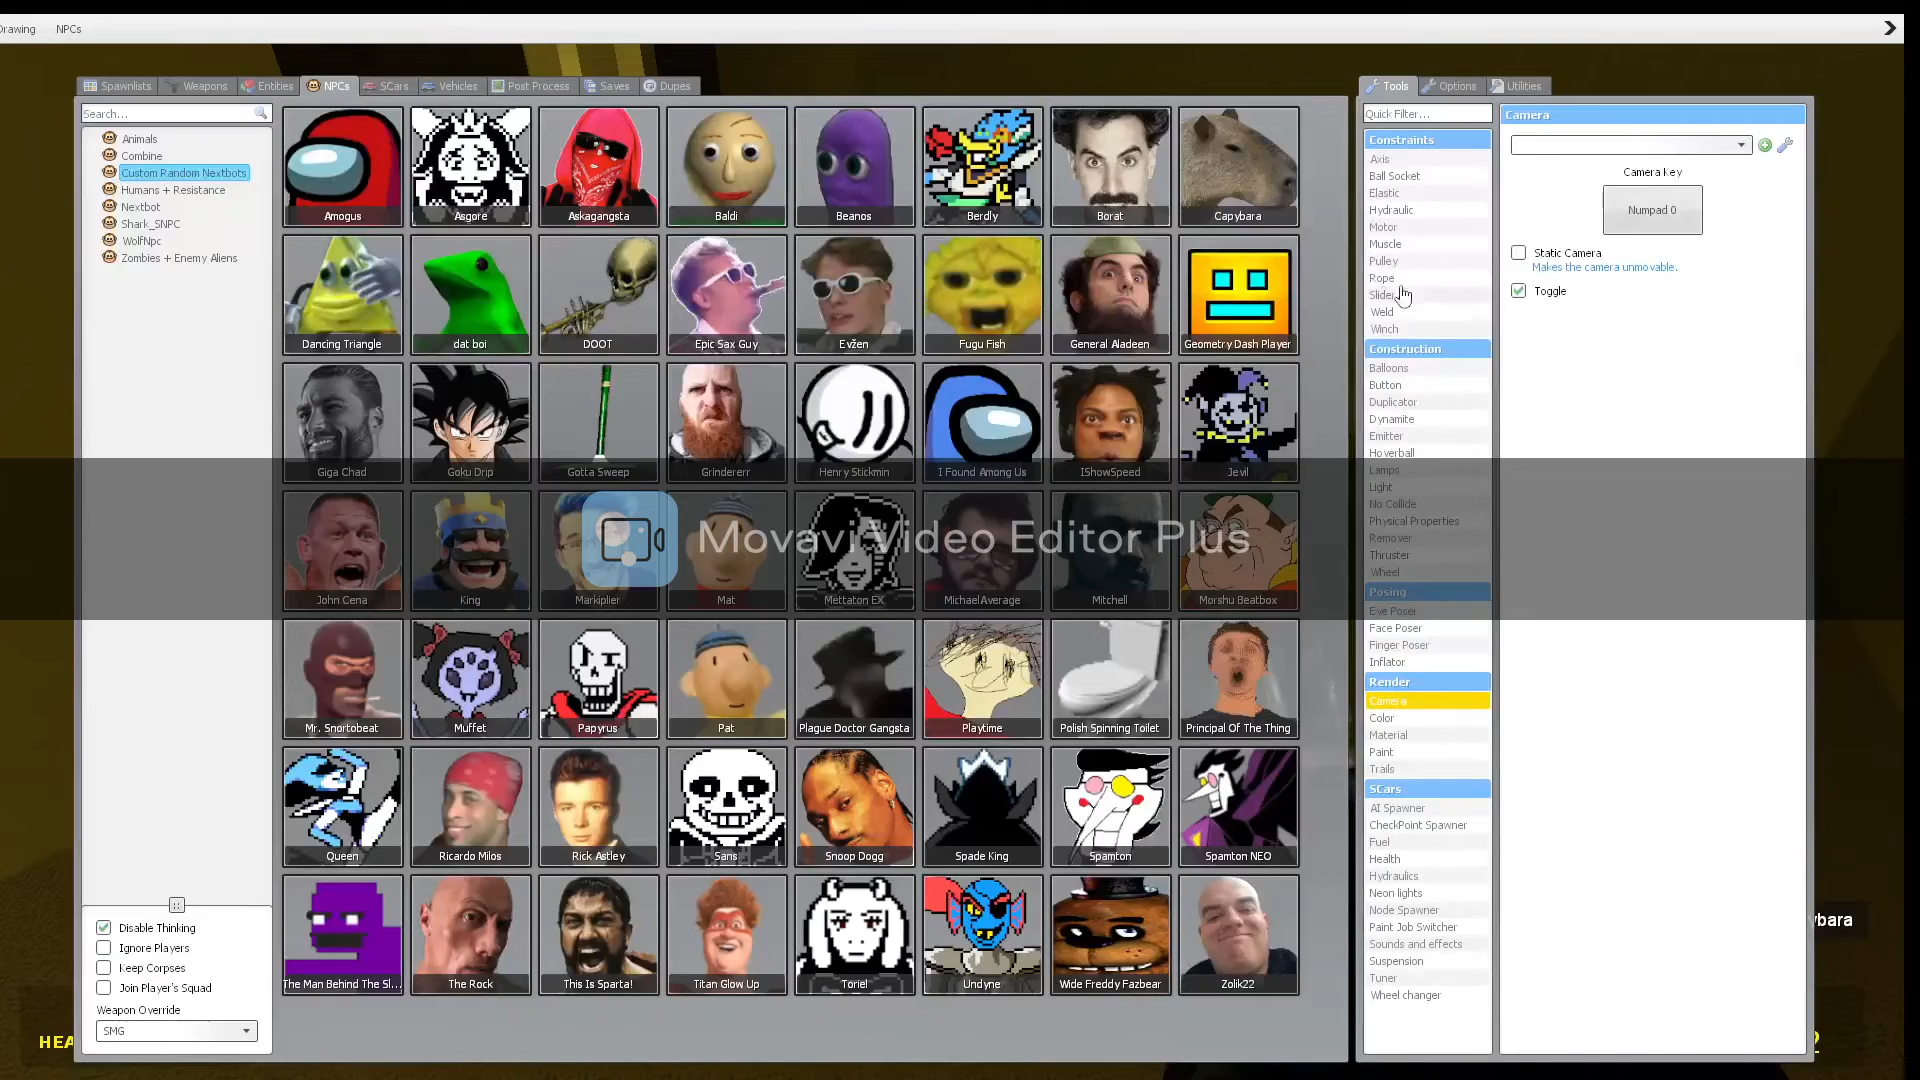 Drawing NPCs
Spawnlists Weapons Entities NPCs SCars Vehicles Post Process Saves Dupes
Search...
Animals
Combine
Custom Random Nextbots
Humans + Resistance
Nextbot
Shark_SNPC
WolfNpc
Zombies + Enemy Aliens
Amogus Asgore Askagangsta Baldi Beanos Berdly Borat Capybara
Dancing Triangle dat boi DOOT Epic Sax Guy Evžen Fugu Fish General Aladeen Geometry Dash Player
Giga Chad Goku Drip Gotta Sweep Grindererr Henry Stickmin I Found Among Us IShowSpeed Jevil
Movavi Video Editor Plus
John Cena King Markiplier Mat Mettaton EX MichaelAverage Mitchell Morshu Beatbox
Mr. Snortobeat Muffet Papyrus Pat Plague Doctor Gangsta Playtime Polish Spinning Toilet Principal Of The Thing
Queen Ricardo Milos Rick Astley Sans Snoop Dogg Spade King Spamton Spamton NEO
The Man Behind The Sl... The Rock This Is Sparta! Titan Glow Up Toriel Undyne Wide Freddy Fazbear Zolik22
Disable Thinking
Ignore Players
Keep Corpses
Join Player's Squad
Weapon Override
SMG
HEA
Tools Options Utilities
Quick Filter...
Constraints
Axis
Ball Socket
Elastic
Hydraulic
Motor
Muscle
Pulley
Rope
Slider
Weld
Winch
Construction
Balloons
Button
Duplicator
Dynamite
Emitter
Hoverball
Lamps
Light
No Collide
Physical Properties
Remover
Thruster
Wheel
Posing
Eye Poser
Face Poser
Finger Poser
Inflator
Render
Camera
Color
Material
Paint
Trails
SCars
AI Spawner
CheckPoint Spawner
Fuel
Health
Hydraulics
Neon lights
Node Spawner
Paint Job Switcher
Sounds and effects
Suspension
Tuner
Wheel changer
Camera
Camera Key
Numpad 0
Static Camera
Makes the camera unmovable.
Toggle
ybara